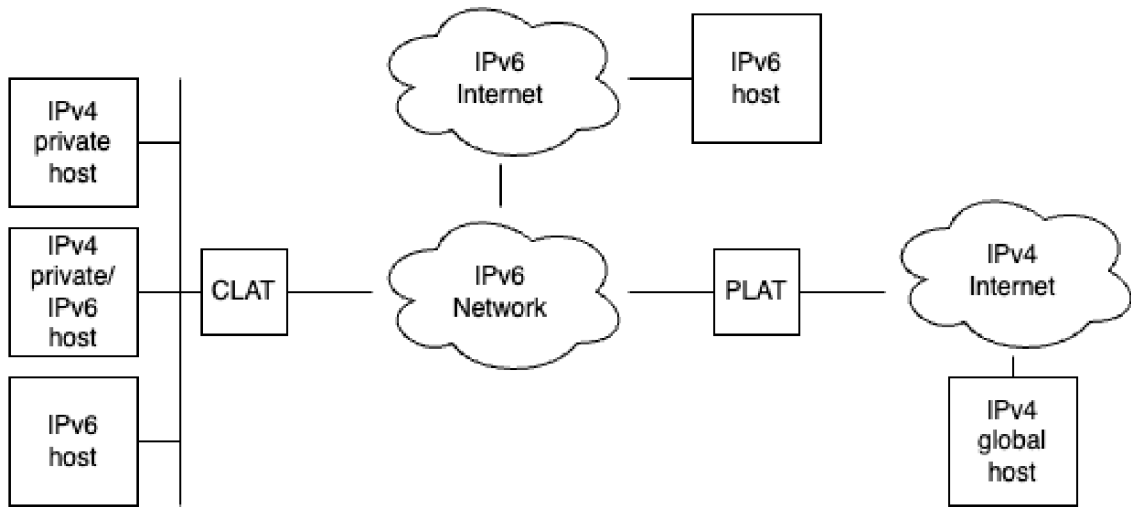 IPv6
Internet
IPv6
host
IPv4
private
host
IPv4
private/
IPv6
host
CLAT
IPv6
Network
PLAT
IPv4
Internet
IPv6
host
IPv4
global
host